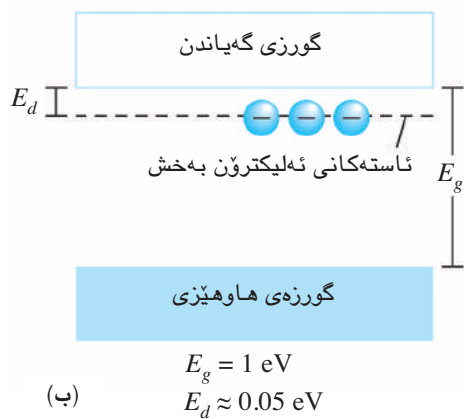 گورزی گەیاندن
E_d
ئاستەکانی ئەلیکترۆن بەخش
E_g
گورزەی هاوهێزی
E_g = 1 eV
E_d ≈ 0.05 eV
(ب)